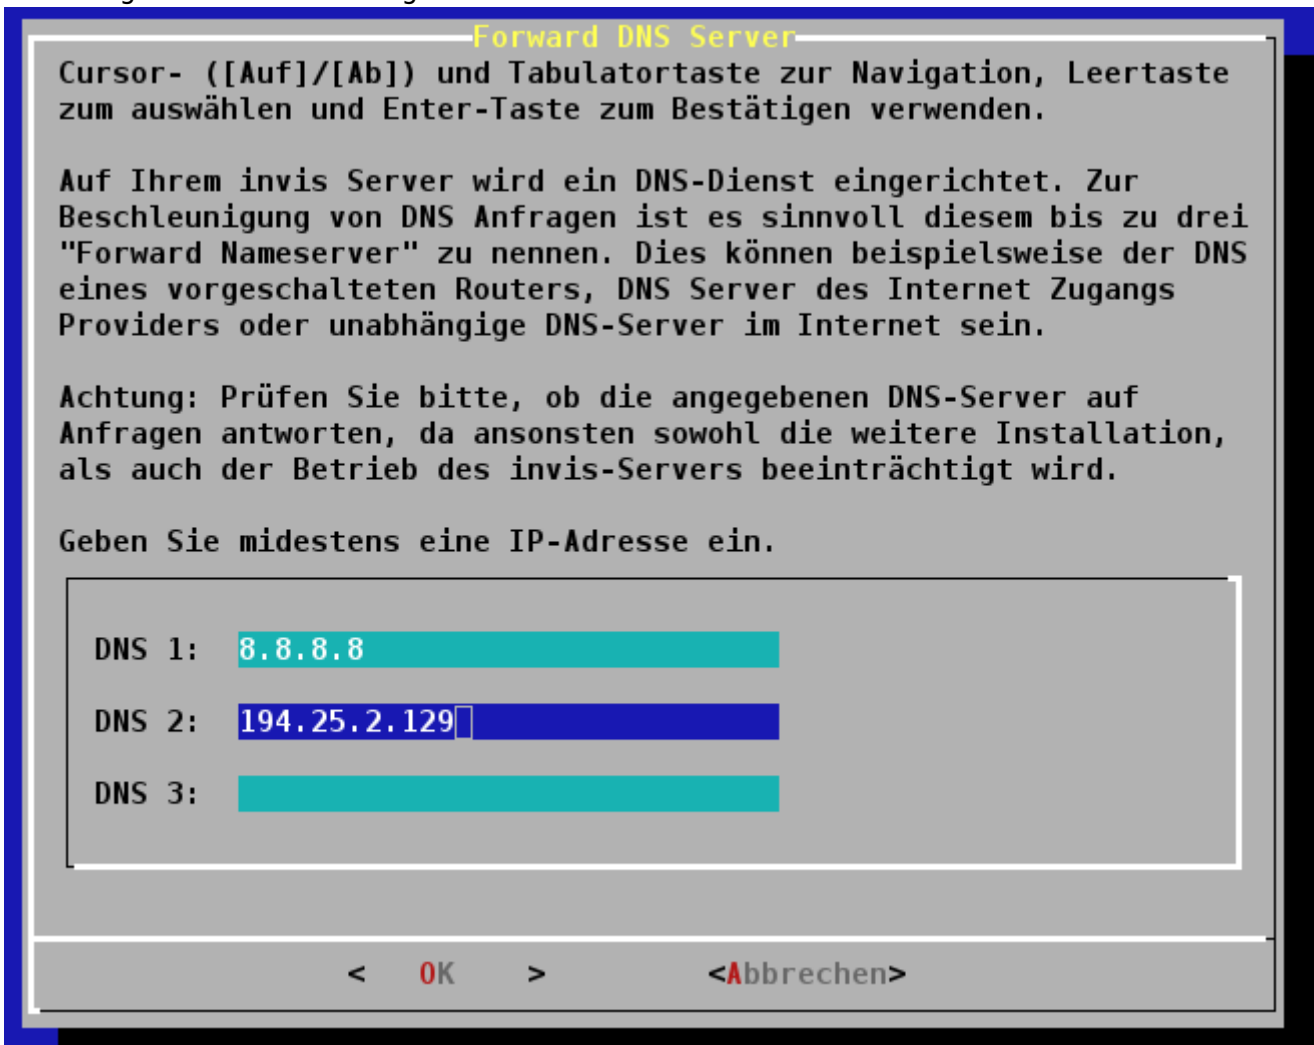 Forward DNS Server
Cursor- ([Auf]/[Ab]) und Tabulatortaste zur Navigation, Leertaste
zum auswählen und Enter-Taste zum Bestätigen verwenden.
Auf Ihrem invis Server wird ein DNS-Dienst eingerichtet. Zur
Beschleunigung von DNS Anfragen ist es sinnvoll diesem bis zu drei
"Forward Nameserver" zu nennen. Dies können beispielsweise der DNS
eines vorgeschalteten Routers, DNS Server des Internet Zugangs
Providers oder unabhängige DNS-Server im Internet sein.
Achtung: Prüfen Sie bitte, ob die angegebenen DNS-Server auf
Anfragen antworten, da ansonsten sowohl die weitere Installation,
als auch der Betrieb des invis-Servers beeinträchtigt wird.
Geben Sie midestens eine IP-Adresse ein.
DNS 1: 8.8.8.8
DNS 2: 194.25.2.129
DNS 3:
< OK > <Abbrechen>